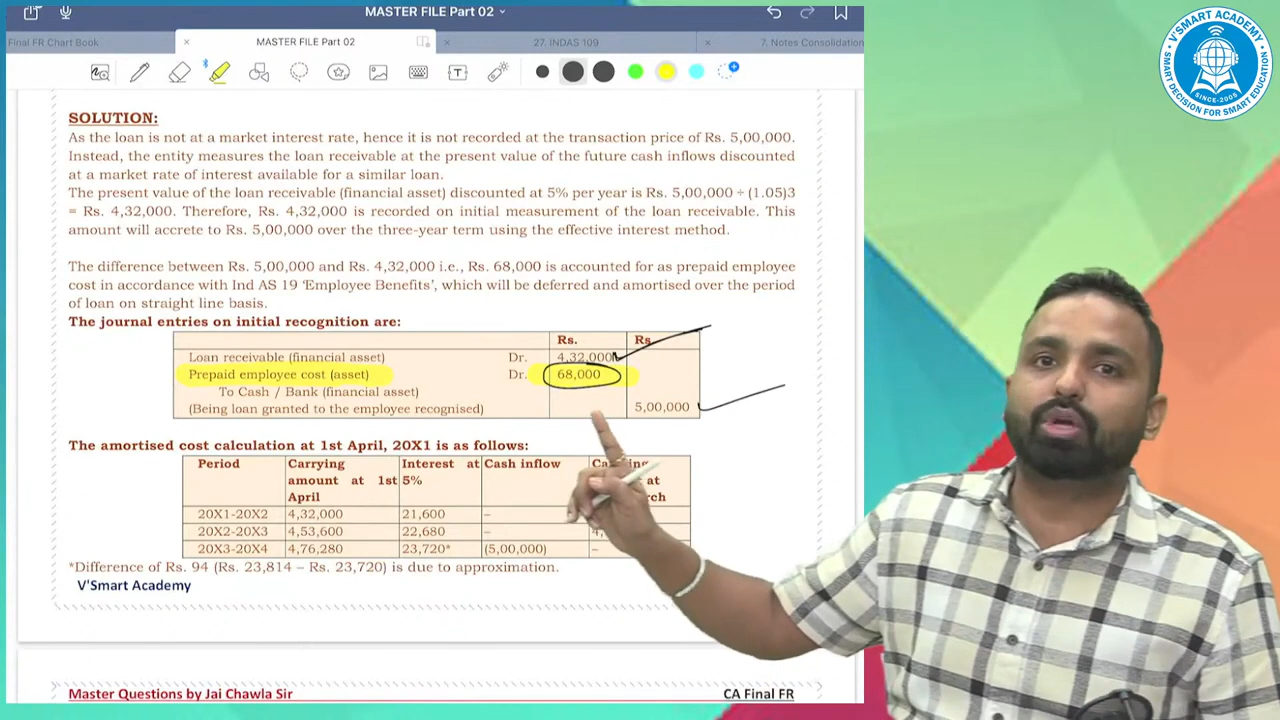 MASTER FILE Part 02
Final FR Chart Book
MASTER FILE Part 02
27. INDAS 109
7. Notes Consolidation
V'SMART ACADEMY
SMART DECISION FOR SMART EDUCATION
SINCE-2005
SOLUTION:
As the loan is not at a market interest rate, hence it is not recorded at the transaction price of Rs. 5,00,000.
Instead, the entity measures the loan receivable at the present value of the future cash inflows discounted
at a market rate of interest available for a similar loan.
The present value of the loan receivable (financial asset) discounted at 5% per year is Rs. 5,00,000 ÷ (1.05)3
= Rs. 4,32,000. Therefore, Rs. 4,32,000 is recorded on initial measurement of the loan receivable. This
amount will accrete to Rs. 5,00,000 over the three-year term using the effective interest method.
The difference between Rs. 5,00,000 and Rs. 4,32,000 i.e., Rs. 68,000 is accounted for as prepaid employee
cost in accordance with Ind AS 19 'Employee Benefits', which will be deferred and amortised over the period
of loan on straight line basis.
The journal entries on initial recognition are:
Rs. Rs.
Loan receivable (financial asset) Dr. 4,32,000
Prepaid employee cost (asset) Dr. 68,000
To Cash / Bank (financial asset)
(Being loan granted to the employee recognised) 5,00,000
The amortised cost calculation at 1st April, 20X1 is as follows:
Period Carrying Interest at Cash inflow
amount at 1st 5% at
April
20X1-20X2 4,32,000 21,600 –
20X2-20X3 4,53,600 22,680 –
20X3-20X4 4,76,280 23,720* (5,00,000) –
*Difference of Rs. 94 (Rs. 23,814 – Rs. 23,720) is due to approximation.
V'Smart Academy
Master Questions by Jai Chawla Sir CA Final FR